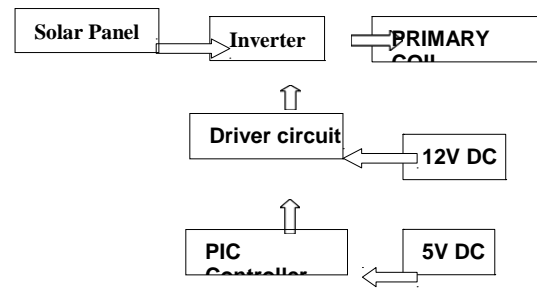 Solar Panel
Inverter
PRIMARY
COIL
Driver circuit
12V DC
PIC
Controller
5V DC